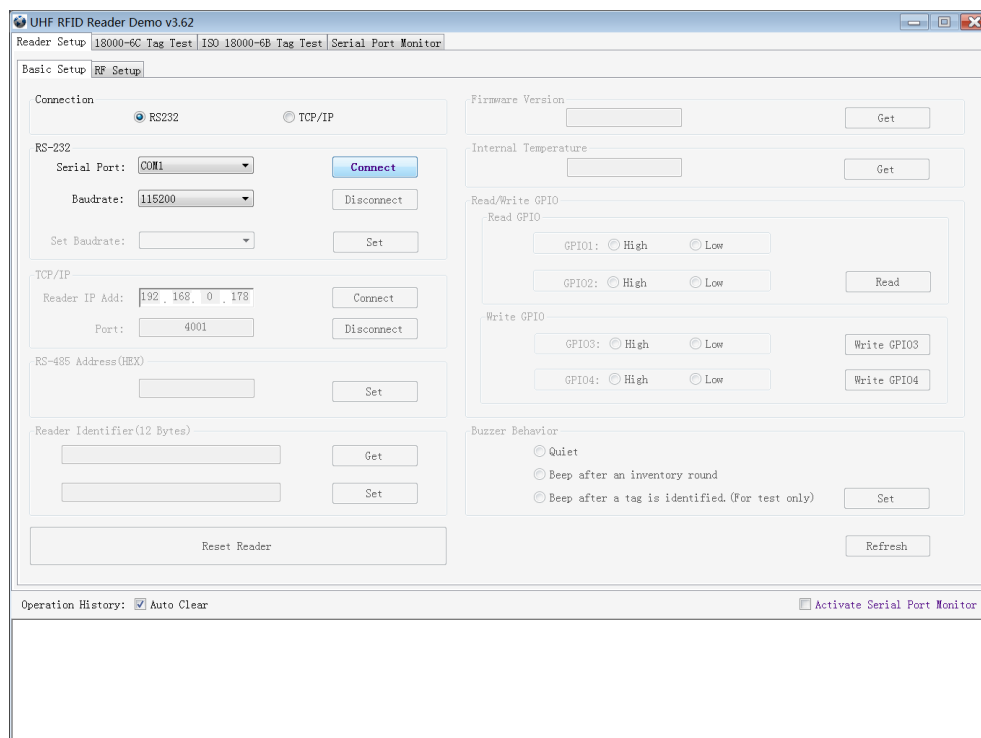 UHF RFID Reader Demo v3.62
Reader Setup 18000-6C Tag Test ISO 18000-6B Tag Test Serial Port Monitor
Basic Setup RF Setup
Connection
RS232 TCP/IP
RS-232
Serial Port: COM1 Connect
Baudrate: 115200 Disconnect
Set Baudrate: Set
TCP/IP
Reader IP Add: 192 . 168 . 0 . 178 Connect
Port: 4001 Disconnect
RS-485 Address(HEX)
Set
Reader Identifier(12 Bytes)
Get
Set
Reset Reader
Firmware Version
Get
Internal Temperature
Get
Read/Write GPIO
Read GPIO
GPIO1: High Low
GPIO2: High Low Read
Write GPIO
GPIO3: High Low Write GPIO3
GPIO4: High Low Write GPIO4
Buzzer Behavior
Quiet
Beep after an inventory round
Beep after a tag is identified.(For test only) Set
Refresh
Operation History: Auto Clear Activate Serial Port Monitor